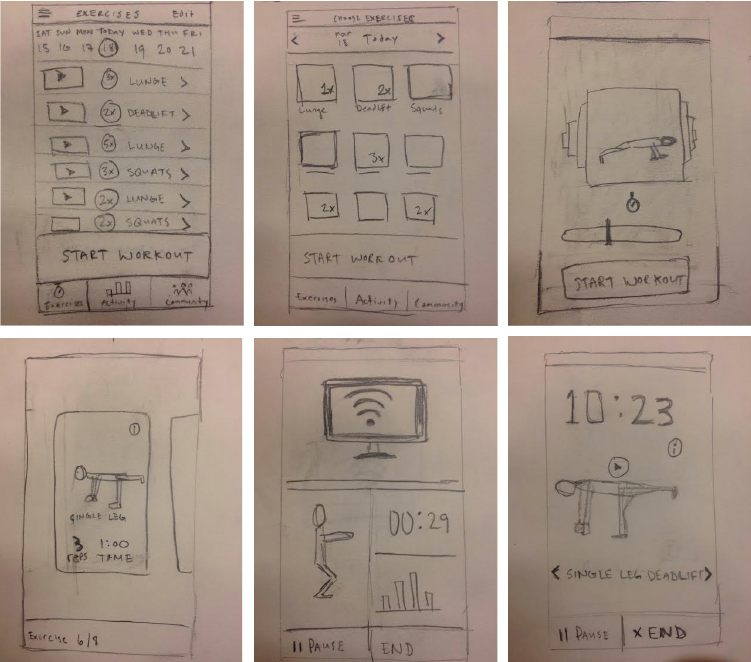 EXERCISES Edit
SAT SUN MON TODAY WED THU FRI
15 16 17 18 19 20 21
3x LUNGE >
2x DEADLIFT >
5x LUNGE >
3x SQUATS >
2x LUNGE >
2x SQUATS
START WORKOUT
Exercises Activity Community
CHOOSE EXERCISES
< 18 Today >
1x 2x
Lunge Deadlift Squats
3x
2x 2x
START WORKOUT
Exercises Activity Community
START WORKOUT
i
SINGLE LEG
3 1:00
reps
Exercise 6/8
00:29
II PAUSE END
10:23
i
< SINGLE LEG DEADLIFT >
II PAUSE X END